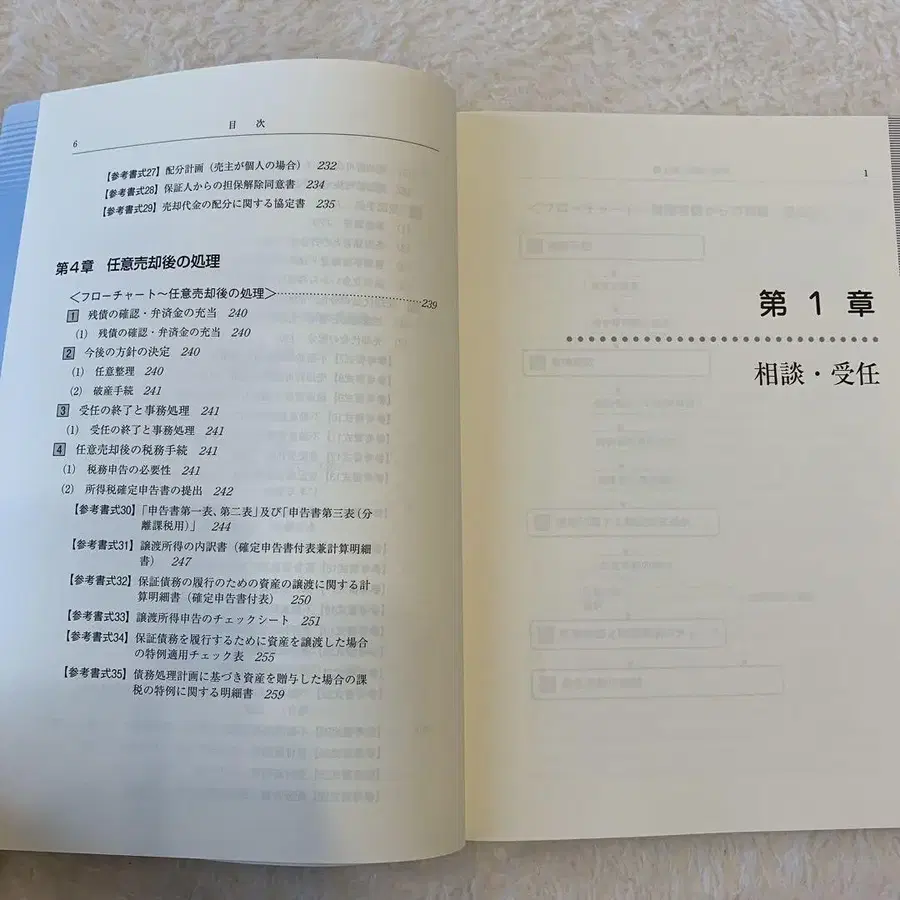 目次
6
【参考書式27】配分計画(売主が個人の場合) 232
【参考書式28】保証人からの担保解除同意書 234
【参考書式29】売却代金の配分に関する協定書 235
第4章 任意売却後の処理
<フローチャート~任意売却後の処理>……………………239
1 残債の確認・弁済金の充当 240
(1) 残債の確認・弁済金の充当 240
2 今後の方針の決定 240
(1) 任意整理 240
(2) 破産手続 241
3 受任の終了と事務処理 241
(1) 受任の終了と事務処理 241
4 任意売却後の税務手続 241
(1) 税務申告の必要性 241
(2) 所得税確定申告書の提出 242
【参考書式30】「申告書第一表、第二表」及び「申告書第三表(分
離課税用)」 244
【参考書式31】譲渡所得の内訳書(確定申告書付表兼計算明細
書) 247
【参考書式32】保証債務の履行のための資産の譲渡に関する計
算明細書(確定申告書付表) 250
【参考書式33】譲渡所得申告のチェックシート 251
【参考書式34】保証債務を履行するために資産を譲渡した場合
の特例適用チェック表 255
【参考書式35】債務処理計画に基づき資産を贈与した場合の課
税の特例に関する明細書 259
1
第1章
相談・受任